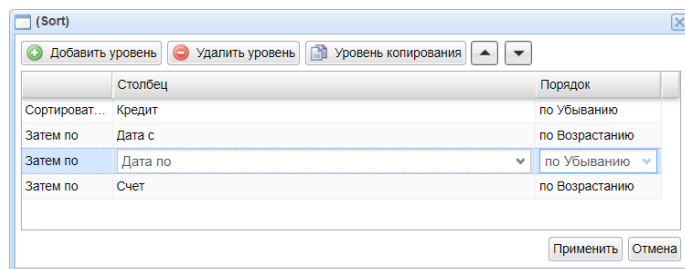 (Sort)
Добавить уровень Удалить уровень Уровень копирования
Столбец Порядок
Сортироват... Кредит по Убыванию
Затем по Дата с по Возрастанию
Затем по Дата по по Убыванию
Затем по Счет по Возрастанию
Применить Отмена